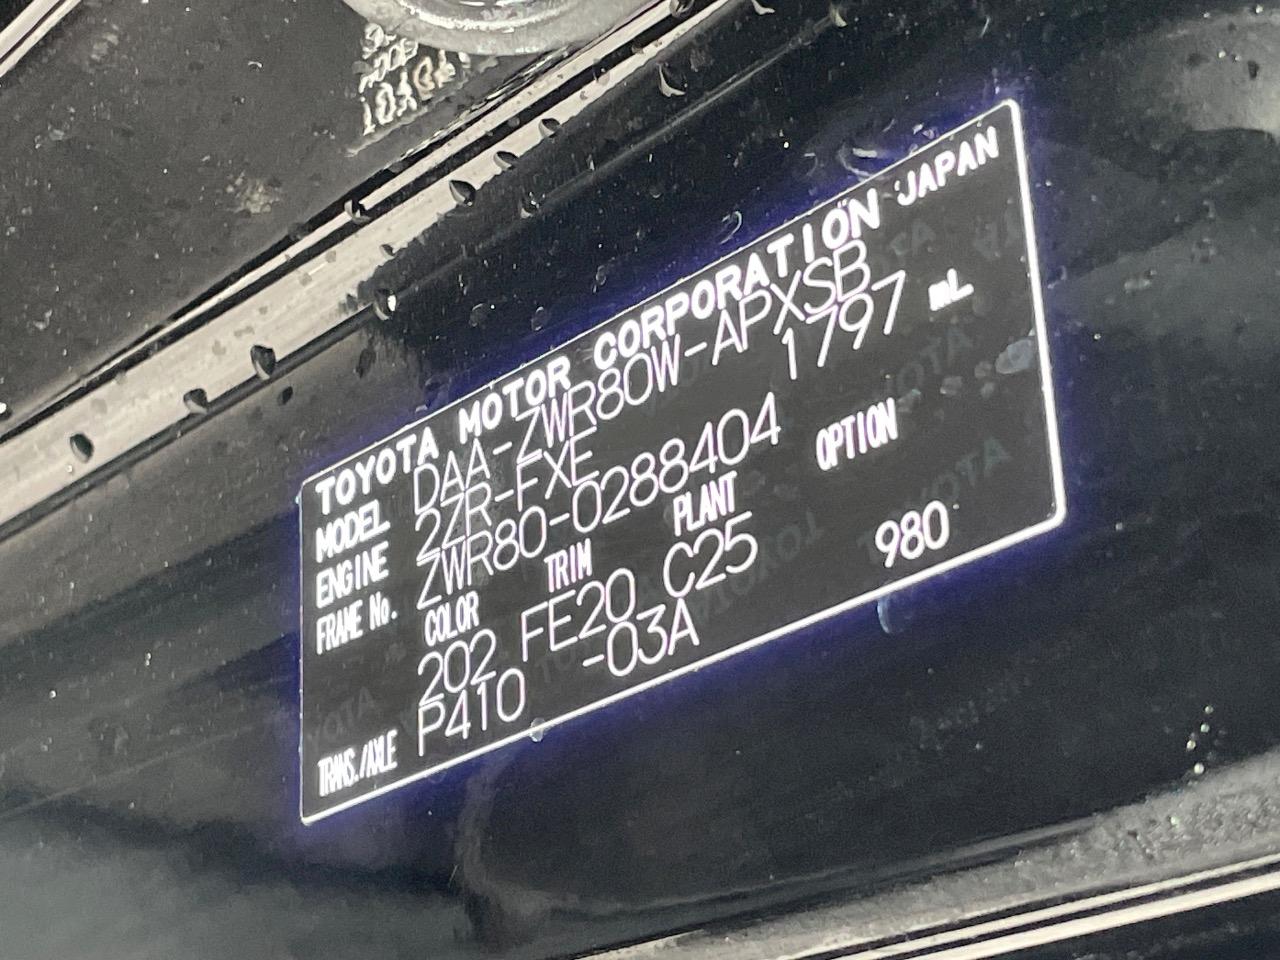 TOYOTA MOTOR CORPORATION JAPAN
MODEL DAA-ZWR80W-APXSB
ENGINE 2ZR-FXE 1797 mL
FRAME No. ZWR80-0288404
COLOR TRIM PLANT OPTION
202 FE20 C25 980
TRANS./AXLE P410 -03A